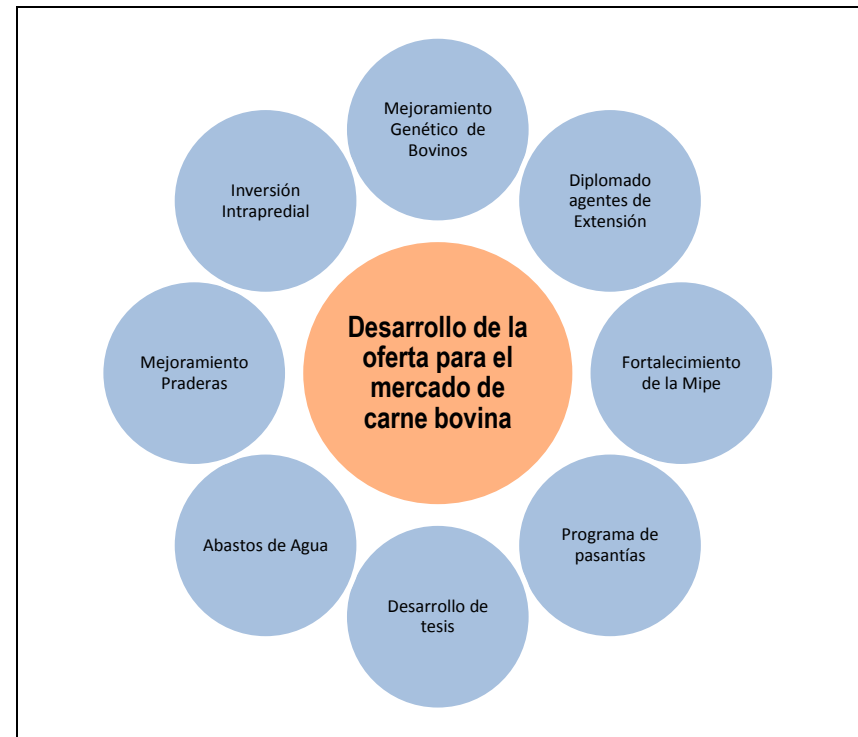 Mejoramiento
Genético de
Bovinos
Diplomado
agentes de
Extensión
Fortalecimiento
de la Mipe
Programa de
pasantías
Desarrollo de
tesis
Abastos de Agua
Mejoramiento
Praderas
Inversión
Intrapredial
Desarrollo de la
oferta para el
mercado de
carne bovina